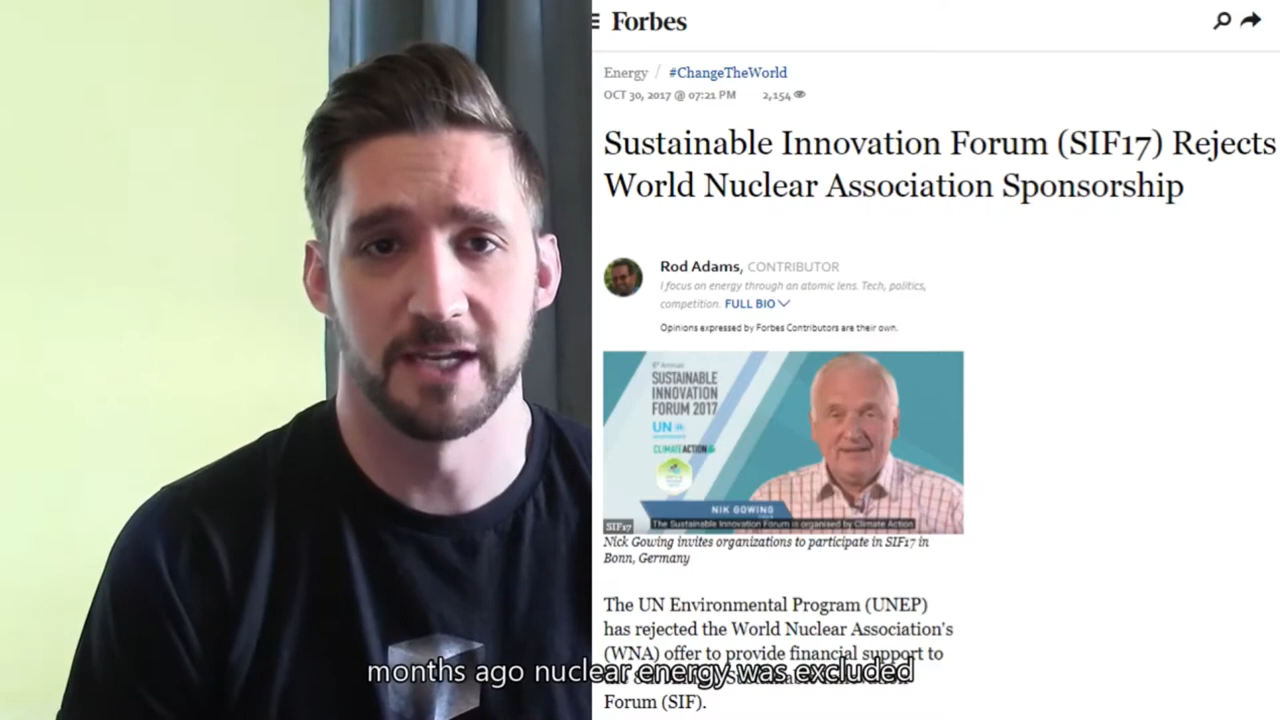 Forbes
Energy / #ChangeTheWorld
OCT 30, 2017 @ 07:21 PM 2,154
Sustainable Innovation Forum (SIF17) Rejects
World Nuclear Association Sponsorship
Rod Adams, CONTRIBUTOR
I focus on energy through an atomic lens. Tech, politics,
competition. FULL BIO
Opinions expressed by Forbes Contributors are their own.
SUSTAINABLE
INNOVATION
FORUM 2017
UN
CLIMATEACTION
NIK GOWING
SIF17
The Sustainable Innovation Forum is organised by Climate Action
Nick Gowing invites organizations to participate in SIF17 in
Bonn, Germany
The UN Environmental Program (UNEP)
has rejected the World Nuclear Association's
(WNA) offer to provide financial support to
months ago nuclear energy was excluded
Forum (SIF).